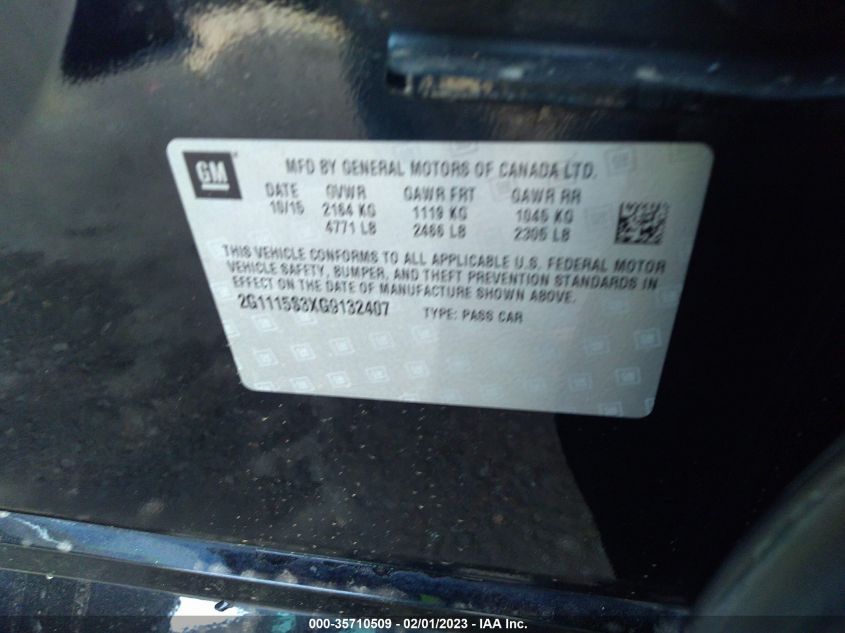 GM
MFD BY GENERAL MOTORS OF CANADA LTD.
DATE GVWR GAWR FRT GAWR RR
10/15 2164 KG 1119 KG 1045 KG
4771 LB 2466 LB 2305 LB
THIS VEHICLE CONFORMS TO ALL APPLICABLE U.S. FEDERAL MOTOR
VEHICLE SAFETY, BUMPER, AND THEFT PREVENTION STANDARDS IN
EFFECT ON THE DATE OF MANUFACTURE SHOWN ABOVE.
2G1115S3XG9132407 TYPE: PASS CAR
000-35710509 - 02/01/2023 - IAA Inc.